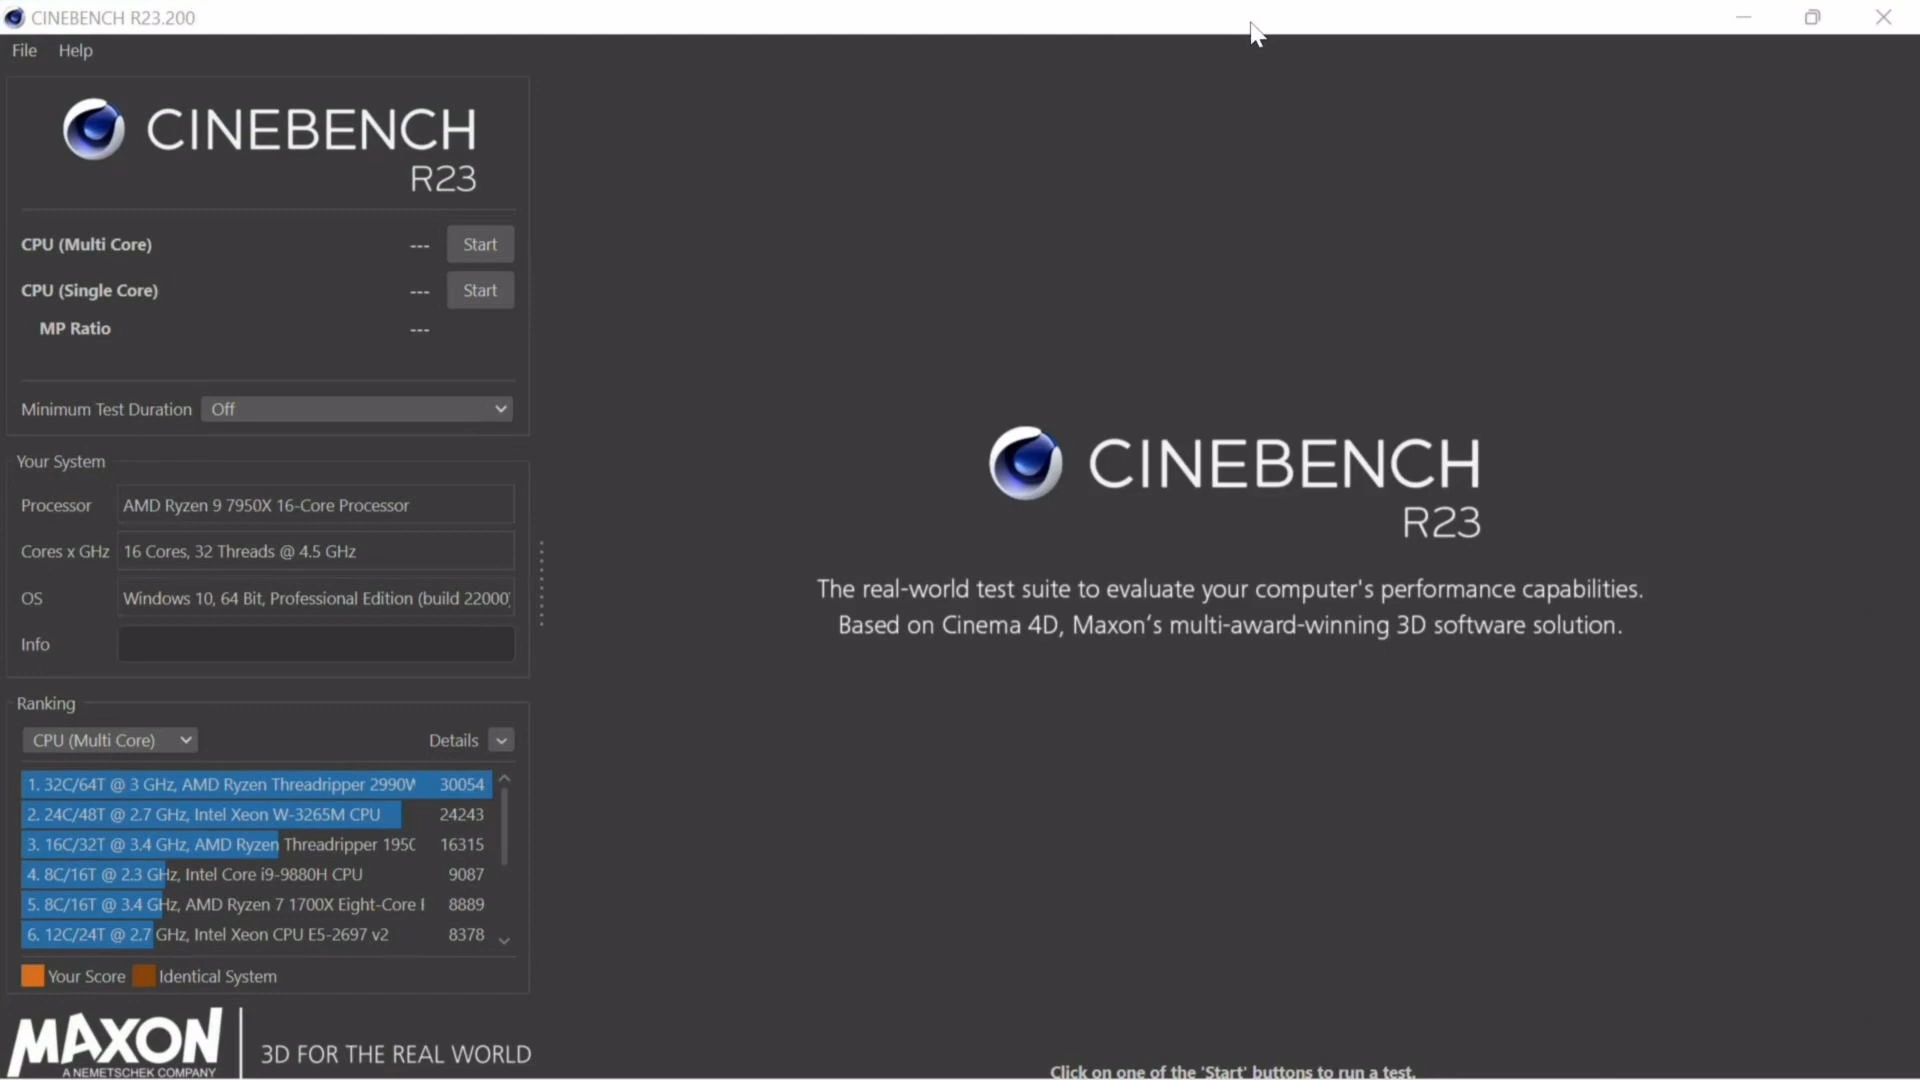 CINEBENCH R23.200
File Help
CINEBENCH
R23
CPU (Multi Core) --- Start
CPU (Single Core) --- Start
MP Ratio ---
Minimum Test Duration Off
Your System
Processor AMD Ryzen 9 7950X 16-Core Processor
Cores x GHz 16 Cores, 32 Threads @ 4.5 GHz
OS Windows 10, 64 Bit, Professional Edition (build 22000)
Info
Ranking
CPU (Multi Core) Details
1. 32C/64T @ 3 GHz, AMD Ryzen Threadripper 2990W 30054
2. 24C/48T @ 2.7 GHz, Intel Xeon W-3265M CPU 24243
3. 16C/32T @ 3.4 GHz, AMD Ryzen Threadripper 195C 16315
4. 8C/16T @ 2.3 GHz, Intel Core i9-9880H CPU 9087
5. 8C/16T @ 3.4 GHz, AMD Ryzen 7 1700X Eight-Core 8889
6. 12C/24T @ 2.7 GHz, Intel Xeon CPU E5-2697 v2 8378
Your Score Identical System
MAXON
A NEMETSCHEK COMPANY
3D FOR THE REAL WORLD
CINEBENCH
R23
The real-world test suite to evaluate your computer's performance capabilities.
Based on Cinema 4D, Maxon's multi-award-winning 3D software solution.
Click on one of the 'Start' buttons to run a test.